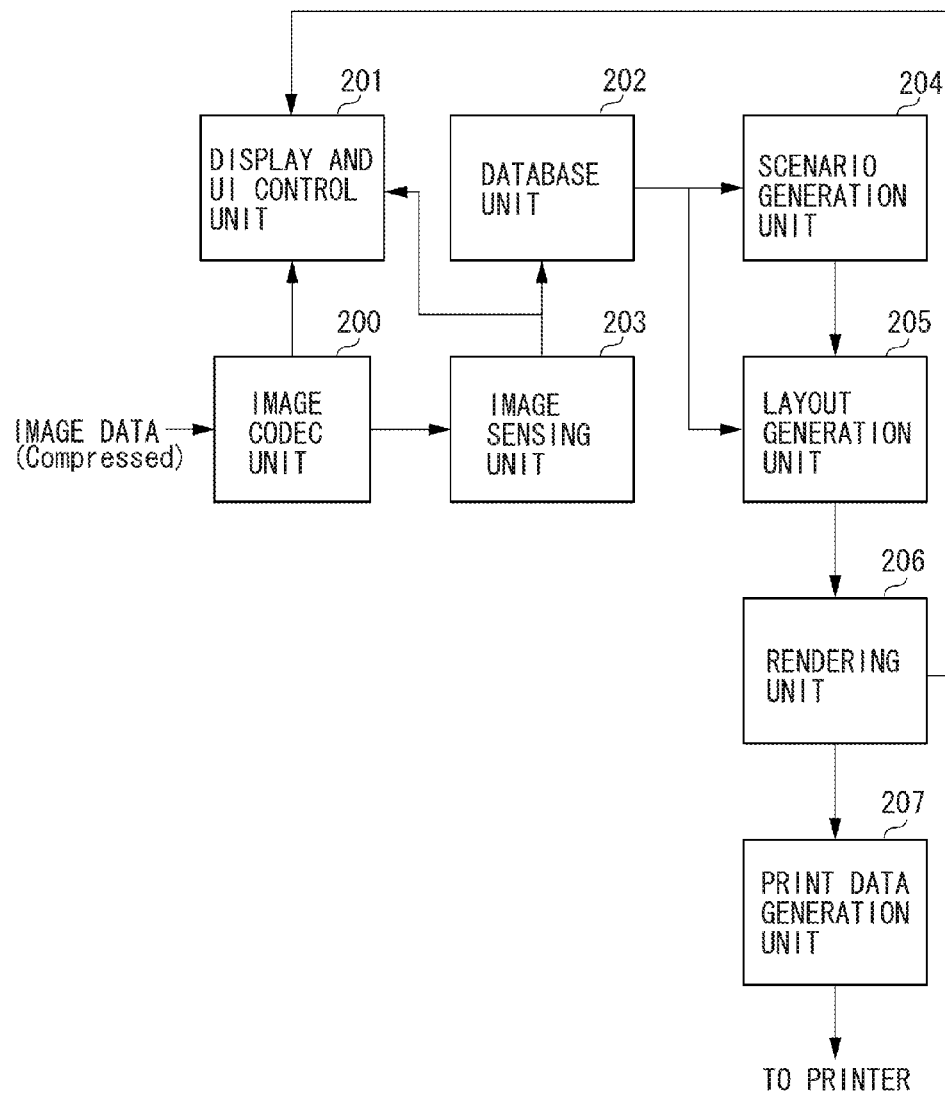 201
DISPLAY AND
UI CONTROL
UNIT
202
DATABASE
UNIT
204
SCENARIO
GENERATION
UNIT
IMAGE DATA
(Compressed)
200
IMAGE
CODEC
UNIT
203
IMAGE
SENSING
UNIT
205
LAYOUT
GENERATION
UNIT
206
RENDERING
UNIT
207
PRINT DATA
GENERATION
UNIT
TO PRINTER